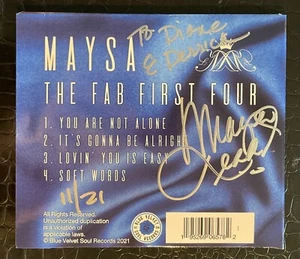 MAYSA
To Diane
& Derrick
THE FAB FIRST FOUR
1. YOU ARE NOT ALONE
2. IT'S GONNA BE ALRIGHT
3. LOVIN' YOU IS EASY
4. SOFT WORDS
Maysa
Leak
11/21
All Rights Reserved.
Unauthorized duplication
is a violation of
applicable laws.
© Blue Velvet Soul Records 2021